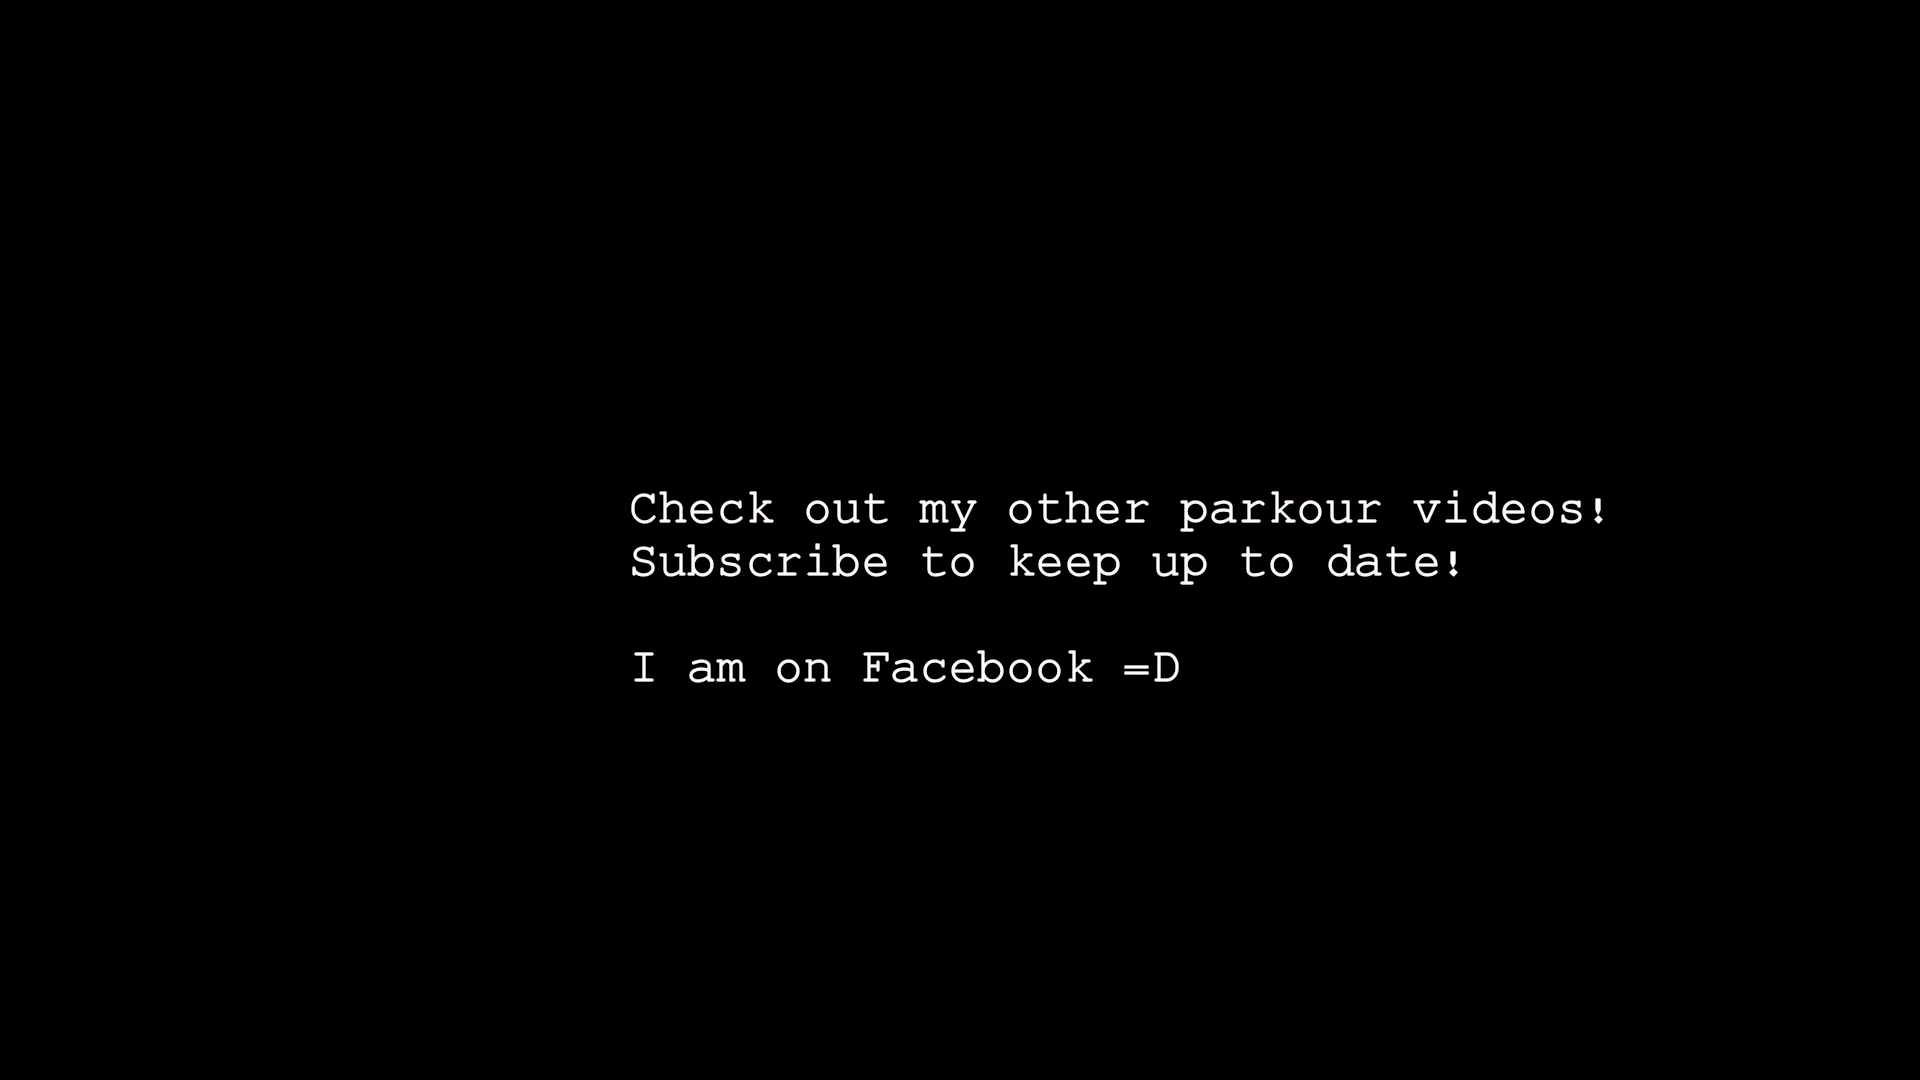 Check out my other parkour videos!
Subscribe to keep up to date!
I am on Facebook =D